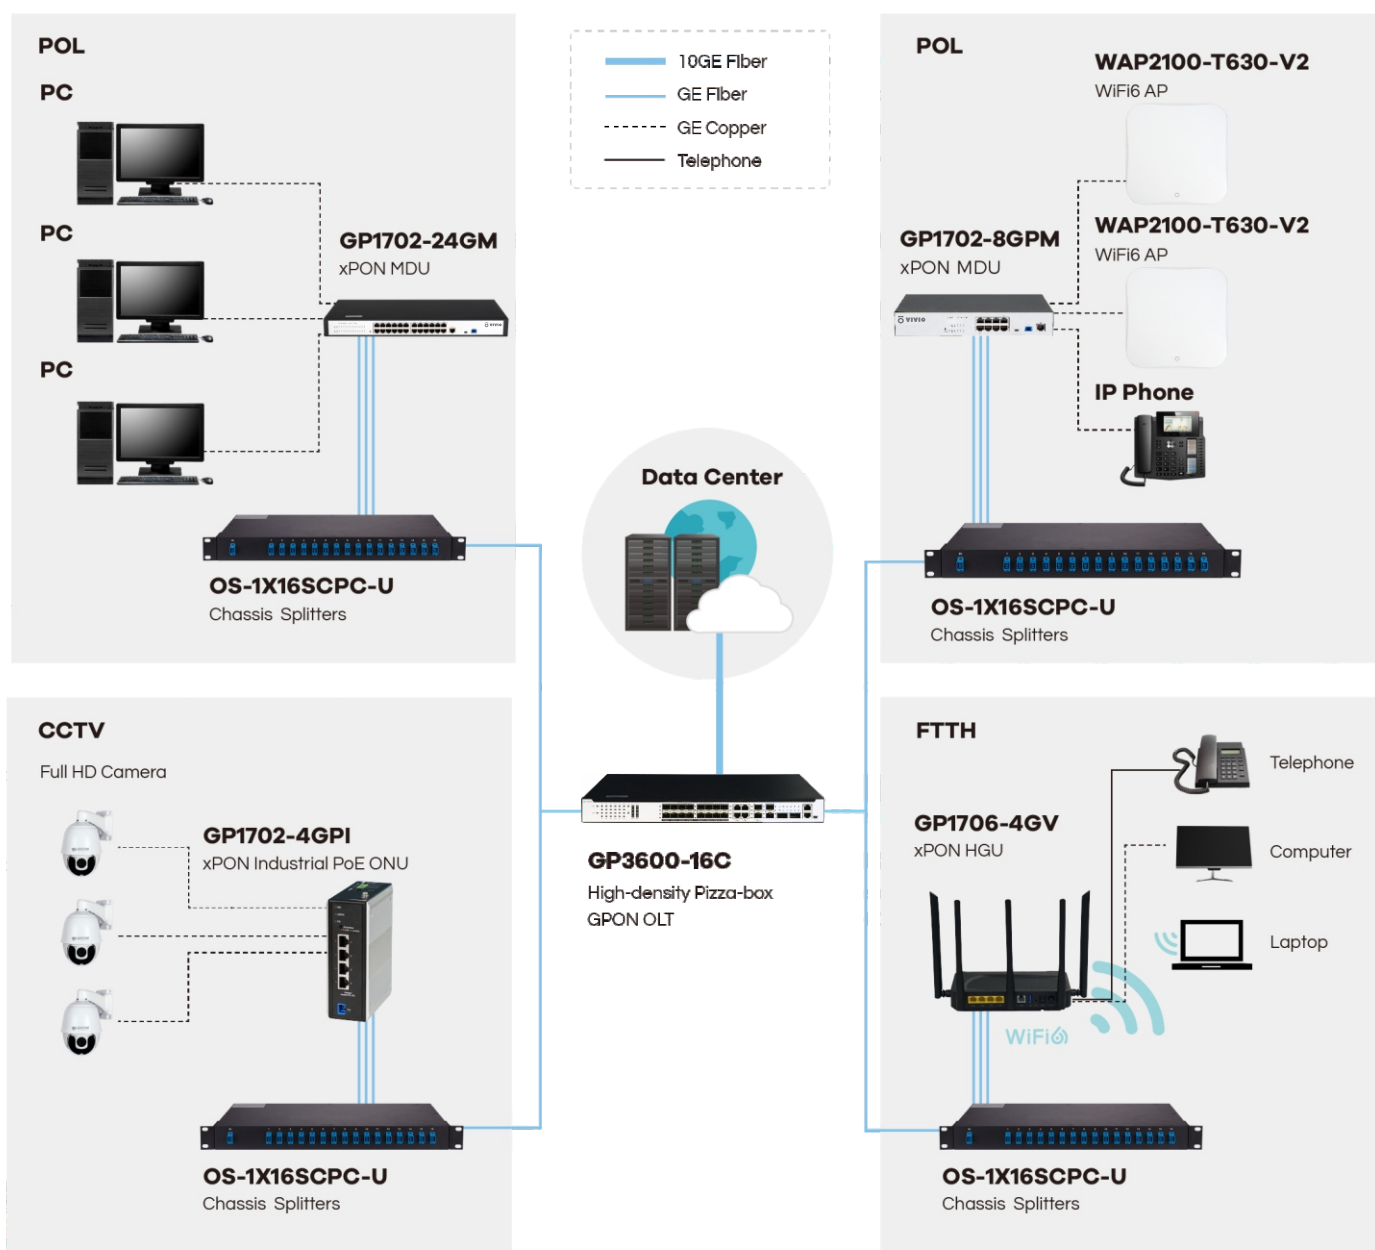 POL
PC
PC
GP1702-24GM
xPON MDU
VIVIO
PC
OS-1X16SCPC-U
Chassis Splitters
10GE Fiber
GE Fiber
GE Copper
Telephone
POL
WAP2100-T630-V2
WiFi6 AP
WAP2100-T630-V2
WiFi6 AP
GP1702-8GPM
xPON MDU
VIVIO
IP Phone
OS-1X16SCPC-U
Chassis Splitters
Data Center
GP3600-16C
High-density Pizza-box
GPON OLT
CCTV
Full HD Camera
GP1702-4GPI
xPON Industrial PoE ONU
OS-1X16SCPC-U
Chassis Splitters
FTTH
Telephone
GP1706-4GV
xPON HGU
Computer
Laptop
WiFi6
OS-1X16SCPC-U
Chassis Splitters